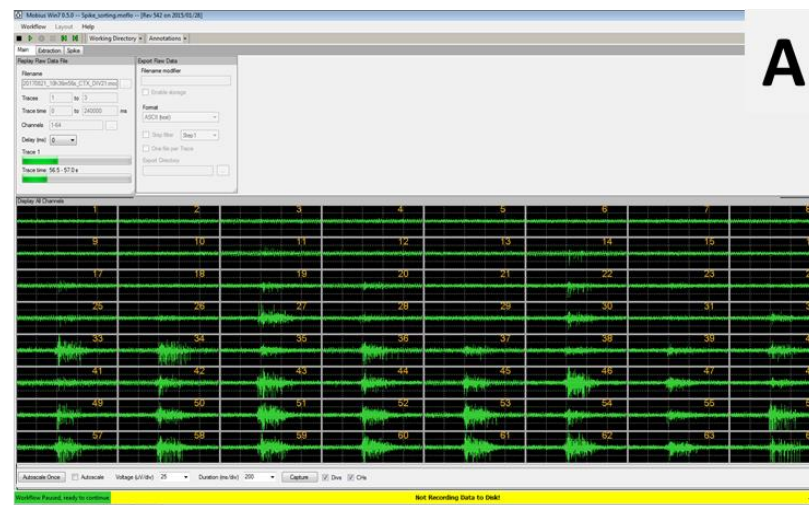 Mobius Win7 0.5.0 -- Spike_sorting.moflo -- [Rev 542 on 2015/01/28]
A
Workflow Layout Help
Working Directory Annotations
Main Extraction Spike
Replay Raw Data File
Filename
Traces 1 to 3
Trace time 0 to 240000 ms
Channels 1-64 ...
Delay (ms) 0
Trace 1
Trace time: 56.5 - 57.0 s
Export Raw Data
Filename modifier
Enable storage
Format
ASCII (text)
Step filter Step 1
One file per Trace
Export Directory
...
Display All Channels
1 2 3 4 5 6 7
9 10 11 12 13 14 15
17 18 19 20 21 22 23
25 26 27 28 29 30 31
33 34 35 36 37 38 39
41 42 43 44 45 46 47
49 50 51 52 53 54 55
57 58 59 60 61 62 63
Autoscale Once Autoscale Voltage (uV/div) 25 Duration (ms/div) 200 Capture Divs CHs
Workflow Paused, ready to continue Not Recording Data to Disk!